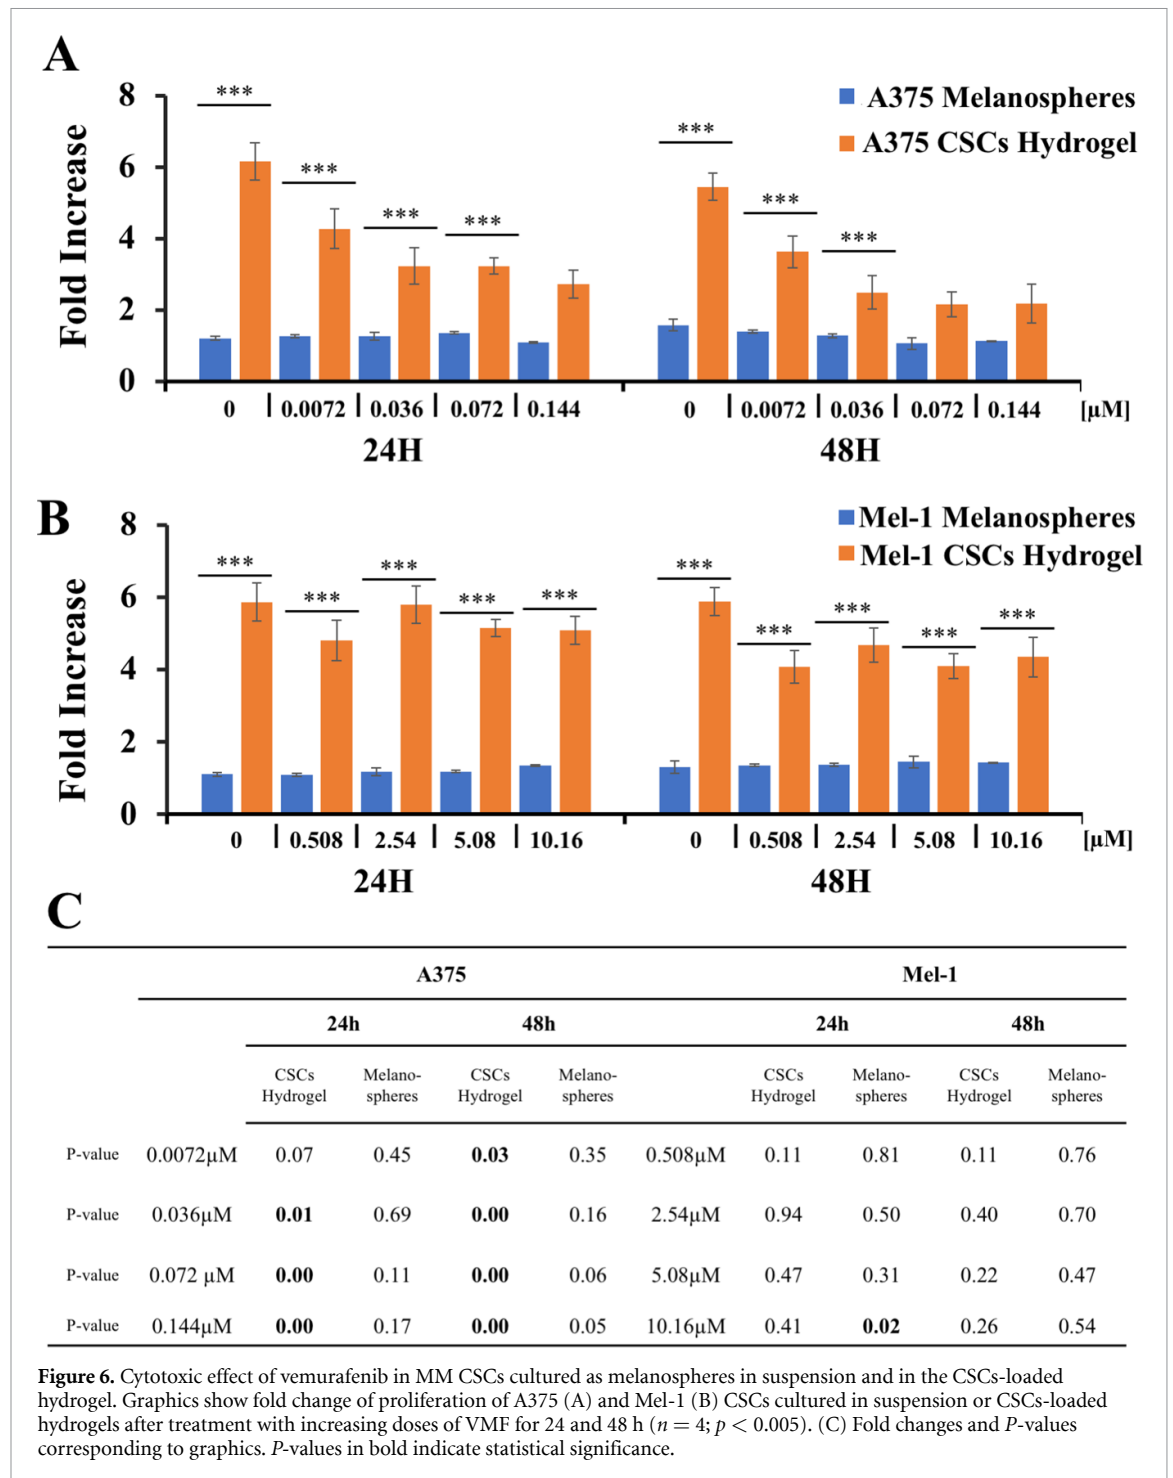 A
8
6
4
2
0
Fold Increase
***
***
***
***
***
***
***
A375 Melanospheres
A375 CSCs Hydrogel
0 | 0.0072 | 0.036 | 0.072 | 0.144
0 | 0.0072 | 0.036 | 0.072 | 0.144 [µM]
24H
48H
B
8
6
4
2
0
Fold Increase
***
***
***
***
***
***
***
***
***
***
Mel-1 Melanospheres
Mel-1 CSCs Hydrogel
0 | 0.508 | 2.54 | 5.08 | 10.16
0 | 0.508 | 2.54 | 5.08 | 10.16 [µM]
24H
48H
C
A375 Mel-1
24h 48h 24h 48h
CSCs Melano- CSCs Melano- CSCs Melano- CSCs Melano-
Hydrogel spheres Hydrogel spheres Hydrogel spheres Hydrogel spheres
P-value 0.0072µM 0.07 0.45 0.03 0.35 0.508µM 0.11 0.81 0.11 0.76
P-value 0.036µM 0.01 0.69 0.00 0.16 2.54µM 0.94 0.50 0.40 0.70
P-value 0.072 µM 0.00 0.11 0.00 0.06 5.08µM 0.47 0.31 0.22 0.47
P-value 0.144µM 0.00 0.17 0.00 0.05 10.16µM 0.41 0.02 0.26 0.54
Figure 6. Cytotoxic effect of vemurafenib in MM CSCs cultured as melanospheres in suspension and in the CSCs-loaded
hydrogel. Graphics show fold change of proliferation of A375 (A) and Mel-1 (B) CSCs cultured in suspension or CSCs-loaded
hydrogels after treatment with increasing doses of VMF for 24 and 48 h (n = 4; p < 0.005). (C) Fold changes and P-values
corresponding to graphics. P-values in bold indicate statistical significance.